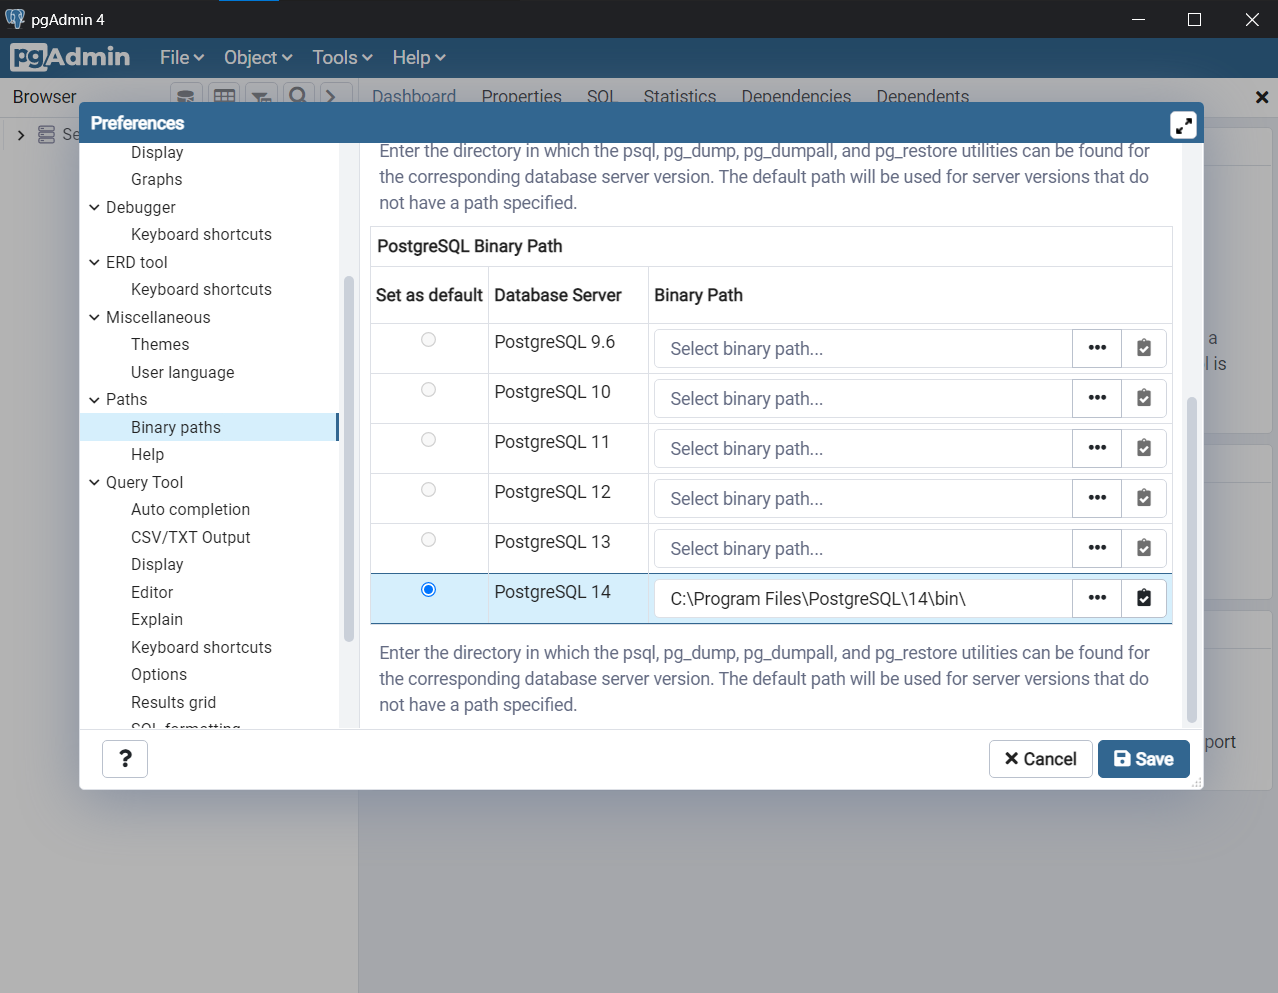 pgAdmin 4
pgAdmin File Object Tools Help
Browser
Dashboard Properties SQL Statistics Dependencies Dependents
Se
Preferences
Display
Graphs
Debugger
Keyboard shortcuts
ERD tool
Keyboard shortcuts
Miscellaneous
Themes
User language
Paths
Binary paths
Help
Query Tool
Auto completion
CSV/TXT Output
Display
Editor
Explain
Keyboard shortcuts
Options
Results grid
SQL formatting
Enter the directory in which the psql, pg_dump, pg_dumpall, and pg_restore utilities can be found for
the corresponding database server version. The default path will be used for server versions that do
not have a path specified.
PostgreSQL Binary Path
Set as default Database Server Binary Path
PostgreSQL 9.6 Select binary path...
PostgreSQL 10 Select binary path...
PostgreSQL 11 Select binary path...
PostgreSQL 12 Select binary path...
PostgreSQL 13 Select binary path...
PostgreSQL 14 C:\Program Files\PostgreSQL\14\bin\
Enter the directory in which the psql, pg_dump, pg_dumpall, and pg_restore utilities can be found for
the corresponding database server version. The default path will be used for server versions that do
not have a path specified.
a
l is
port
? Cancel Save